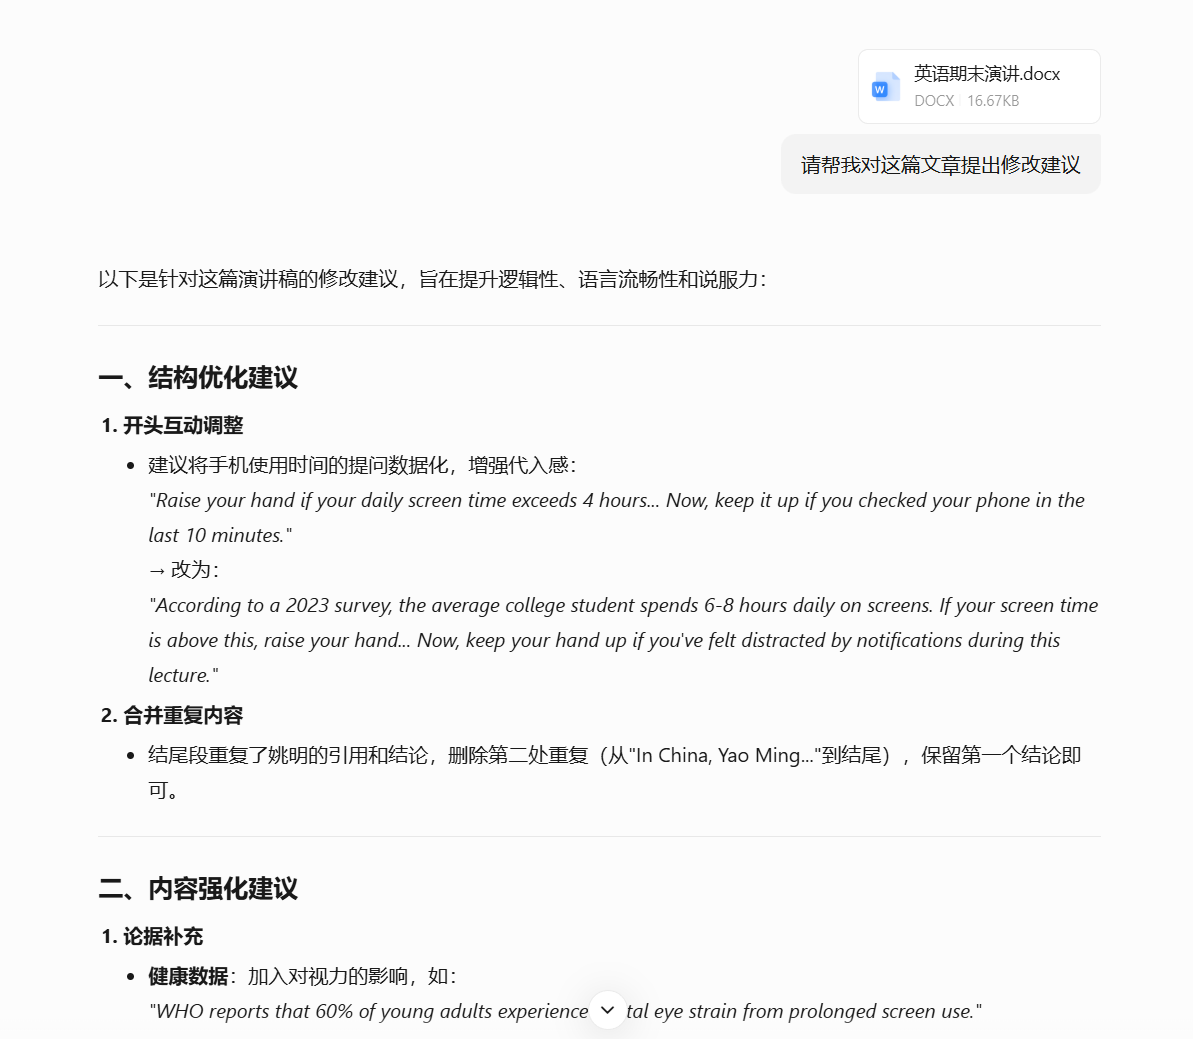 英语期末演讲.docx
W
DOCX 16.67KB
请帮我对这篇文章提出修改建议
以下是针对这篇演讲稿的修改建议，旨在提升逻辑性、语言流畅性和说服力：
一、结构优化建议
1. 开头互动调整
• 建议将手机使用时间的提问数据化，增强代入感：
"Raise your hand if your daily screen time exceeds 4 hours... Now, keep it up if you checked your phone in the
last 10 minutes."
→ 改为：
"According to a 2023 survey, the average college student spends 6-8 hours daily on screens. If your screen time
is above this, raise your hand... Now, keep your hand up if you've felt distracted by notifications during this
lecture."
2. 合并重复内容
• 结尾段重复了姚明的引用和结论，删除第二处重复（从"In China, Yao Ming..."到结尾），保留第一个结论即
可。
二、内容强化建议
1. 论据补充
• 健康数据：加入对视力的影响，如：
"WHO reports that 60% of young adults experience tal eye strain from prolonged screen use."